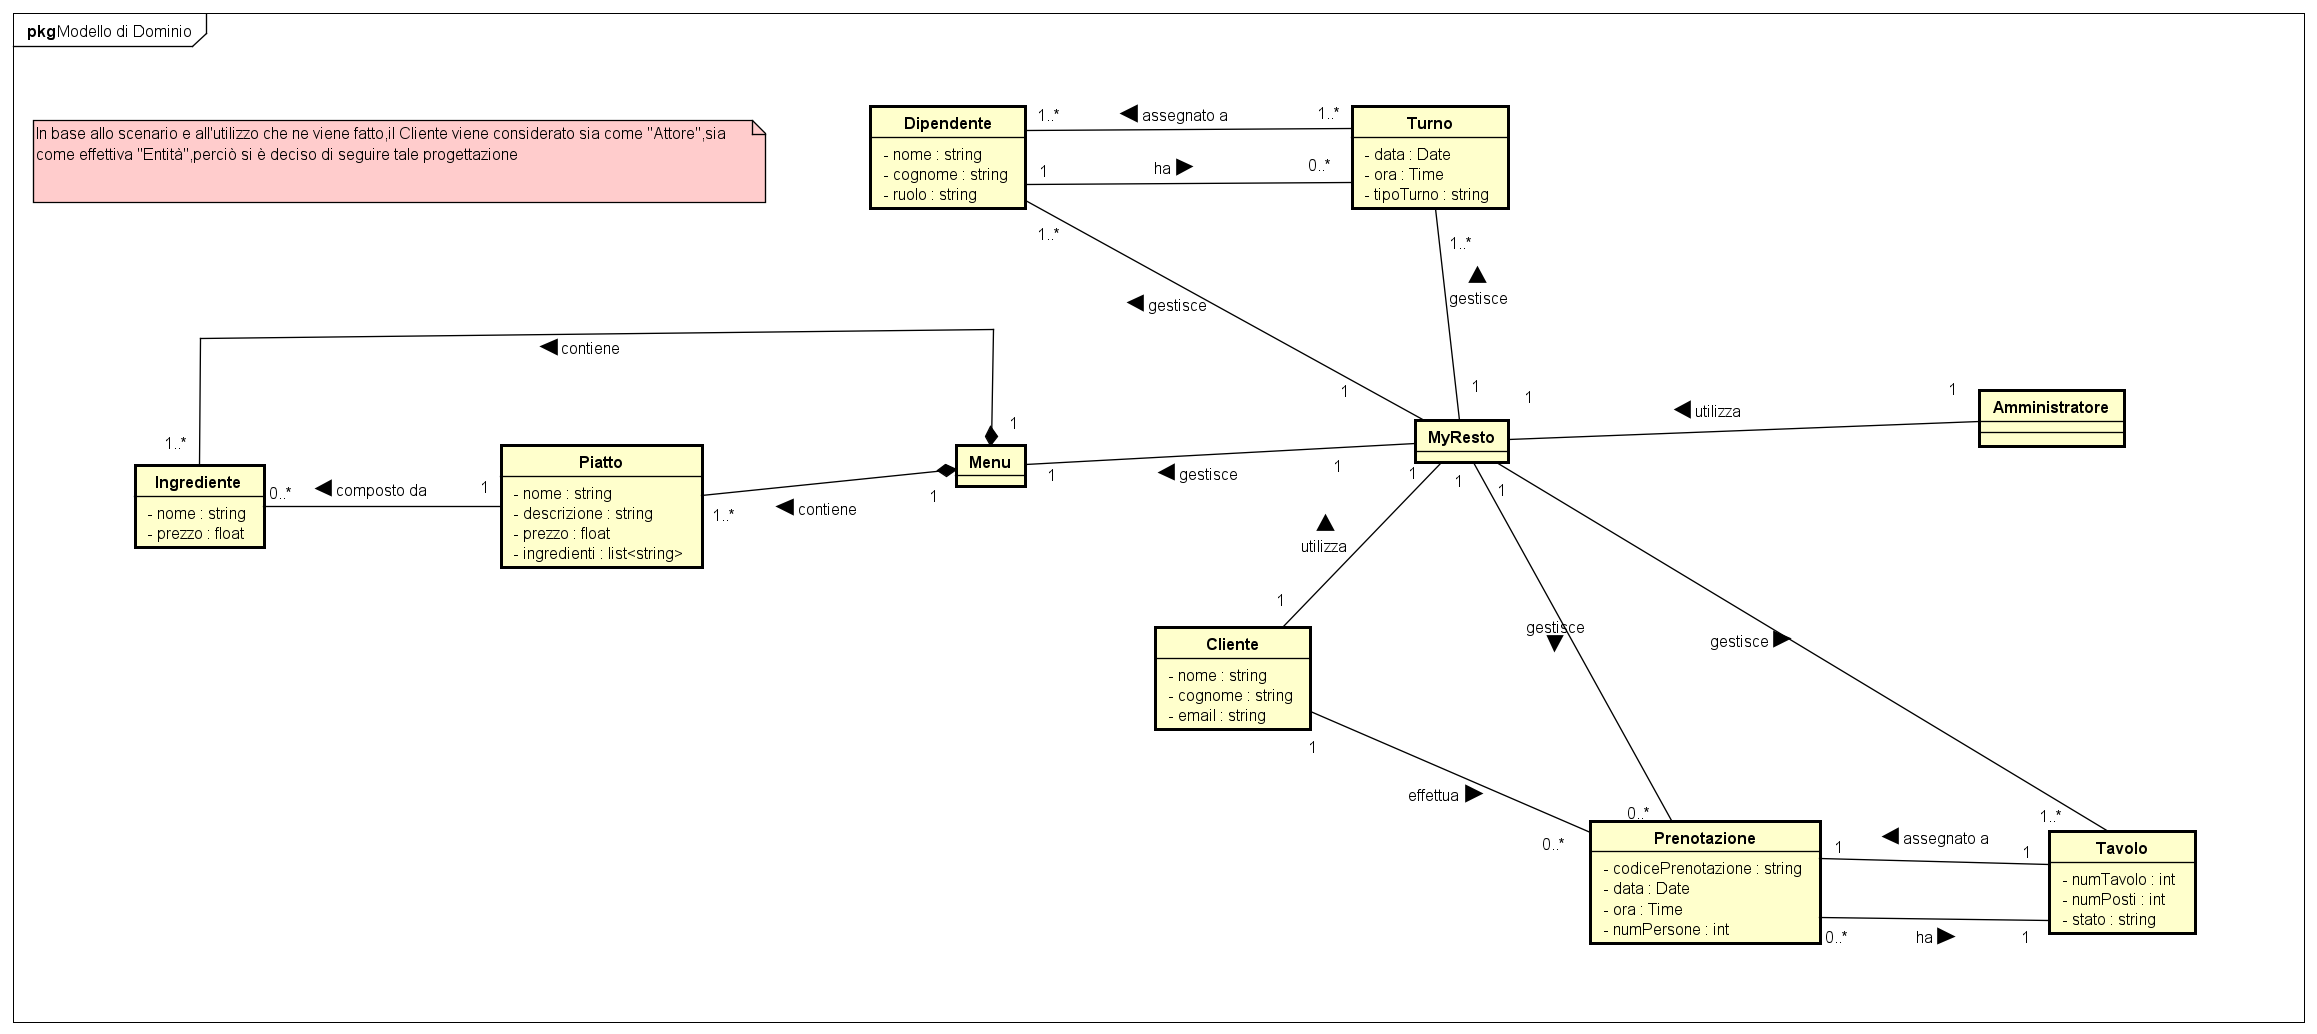 pkg Modello di Dominio
In base allo scenario e all'utilizzo che ne viene fatto,il Cliente viene considerato sia come "Attore",sia
come effettiva "Entità",perciò si è deciso di seguire tale progettazione
Dipendente
- nome : string
- cognome : string
- ruolo : string
1..*
◀ assegnato a
1..*
1
ha ▶
0..*
Turno
- data : Date
- ora : Time
- tipoTurno : string
1..*
◀ gestisce
1
1..*
▲
gestisce
1
◀ contiene
1..*
1
Ingrediente
- nome : string
- prezzo : float
0..*
◀ composto da
1
Piatto
- nome : string
- descrizione : string
- prezzo : float
- ingredienti : list<string>
1..*
◀ contiene
1
Menu
1
◀ gestisce
1
MyResto
1
◀ utilizza
1
Amministratore
1
▲
utilizza
1
Cliente
- nome : string
- cognome : string
- email : string
1
gestisce
▼
0..*
1
gestisce ▶
1..*
1
effettua ▶
0..*
Prenotazione
- codicePrenotazione : string
- data : Date
- ora : Time
- numPersone : int
1
◀ assegnato a
1
0..*
ha ▶
1
Tavolo
- numTavolo : int
- numPosti : int
- stato : string